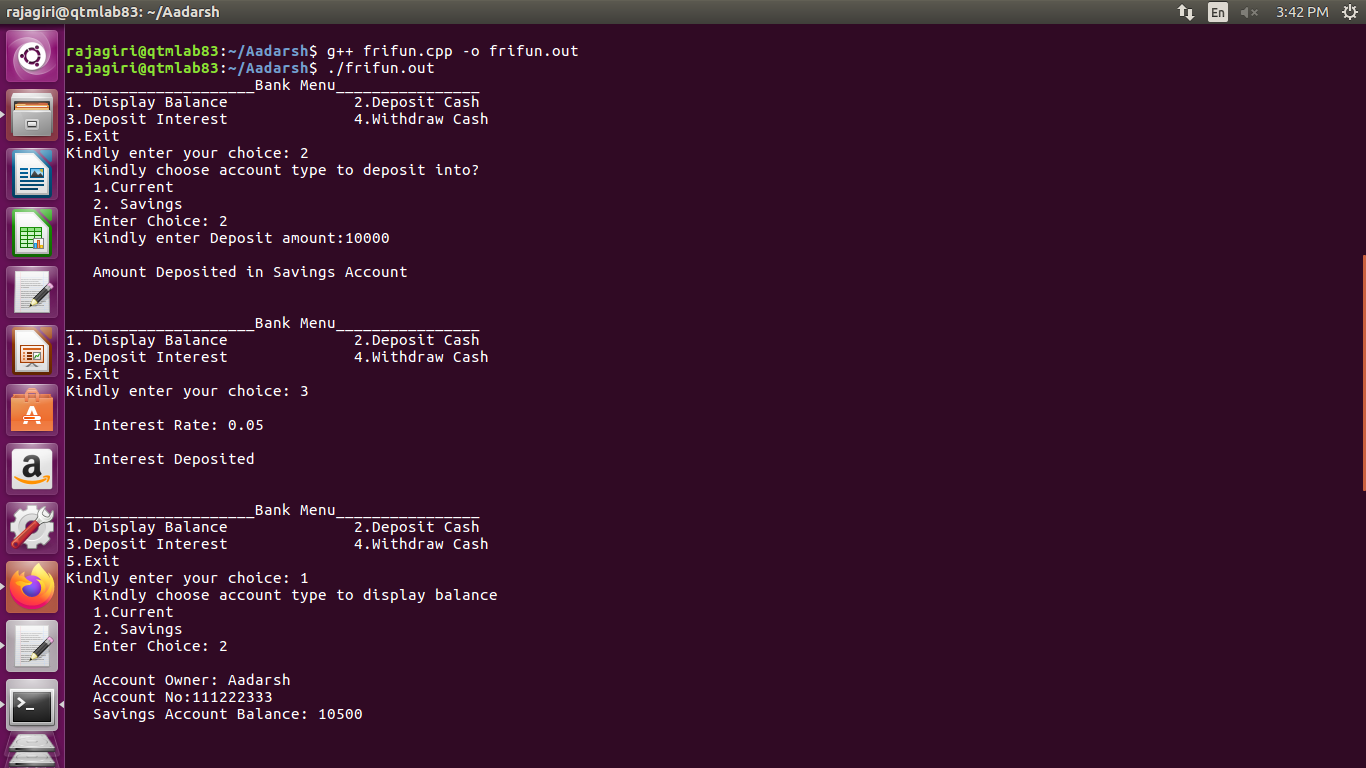 rajagiri@qtmlab83: ~/Aadarsh
En
3:42 PM
rajagiri@qtmlab83:~/Aadarsh$ g++ frifun.cpp -o frifun.out
rajagiri@qtmlab83:~/Aadarsh$ ./frifun.out
_____________________Bank Menu________________
1. Display Balance              2.Deposit Cash
3.Deposit Interest              4.Withdraw Cash
5.Exit
Kindly enter your choice: 2
   Kindly choose account type to deposit into?
   1.Current
   2. Savings
   Enter Choice: 2
   Kindly enter Deposit amount:10000
   Amount Deposited in Savings Account
_____________________Bank Menu________________
1. Display Balance              2.Deposit Cash
3.Deposit Interest              4.Withdraw Cash
5.Exit
Kindly enter your choice: 3
   Interest Rate: 0.05
   Interest Deposited
_____________________Bank Menu________________
1. Display Balance              2.Deposit Cash
3.Deposit Interest              4.Withdraw Cash
5.Exit
Kindly enter your choice: 1
   Kindly choose account type to display balance
   1.Current
   2. Savings
   Enter Choice: 2
   Account Owner: Aadarsh
   Account No:111222333
   Savings Account Balance: 10500